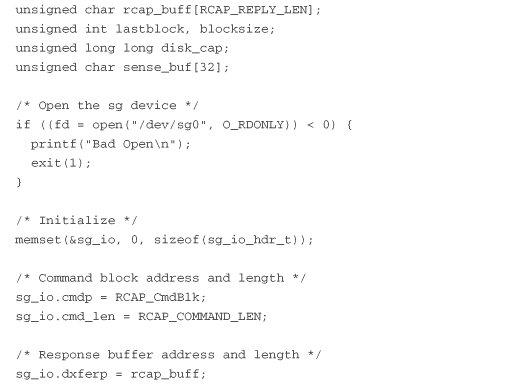 unsigned char rcap_buff[RCAP_REPLY_LEN];
unsigned int lastblock, blocksize;
unsigned long long disk_cap;
unsigned char sense_buf[32];
/* Open the sg device */
if ((fd = open("/dev/sg0", O_RDONLY)) < 0) {
  printf("Bad Open\n");
  exit(1);
}
/* Initialize */
memset(&sg_io, 0, sizeof(sg_io_hdr_t));
/* Command block address and length */
sg_io.cmdp = RCAP_CmdBlk;
sg_io.cmd_len = RCAP_COMMAND_LEN;
/* Response buffer address and length */
sg_io.dxferp = rcap_buff;